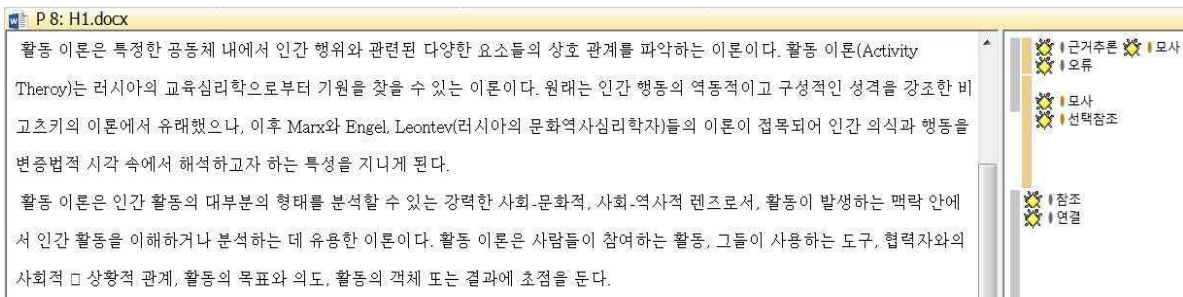 P 8: H1.docx
활동 이론은 특정한 공동체 내에서 인간 행위와 관련된 다양한 요소들의 상호 관계를 파악하는 이론이다. 활동 이론(Activity
Theroy)는 러시아의 교육심리학으로부터 기원을 찾을 수 있는 이론이다. 원래는 인간 행동의 역동적이고 구성적인 성격을 강조한 비
고츠키의 이론에서 유래했으나, 이후 Marx와 Engel, Leontev(러시아의 문화역사심리학자)들의 이론이 접목되어 인간 의식과 행동을
변증법적 시각 속에서 해석하고자 하는 특성을 지니게 된다.
활동 이론은 인간 활동의 대부분의 형태를 분석할 수 있는 강력한 사회-문화적, 사회-역사적 렌즈로서, 활동이 발생하는 맥락 안에
서 인간 활동을 이해하거나 분석하는 데 유용한 이론이다. 활동 이론은 사람들이 참여하는 활동, 그들이 사용하는 도구, 협력자와의
사회적 □ 상황적 관계, 활동의 목표와 의도, 활동의 객체 또는 결과에 초점을 둔다.
근거추론 모사
오류
모사
선택참조
참조
연결